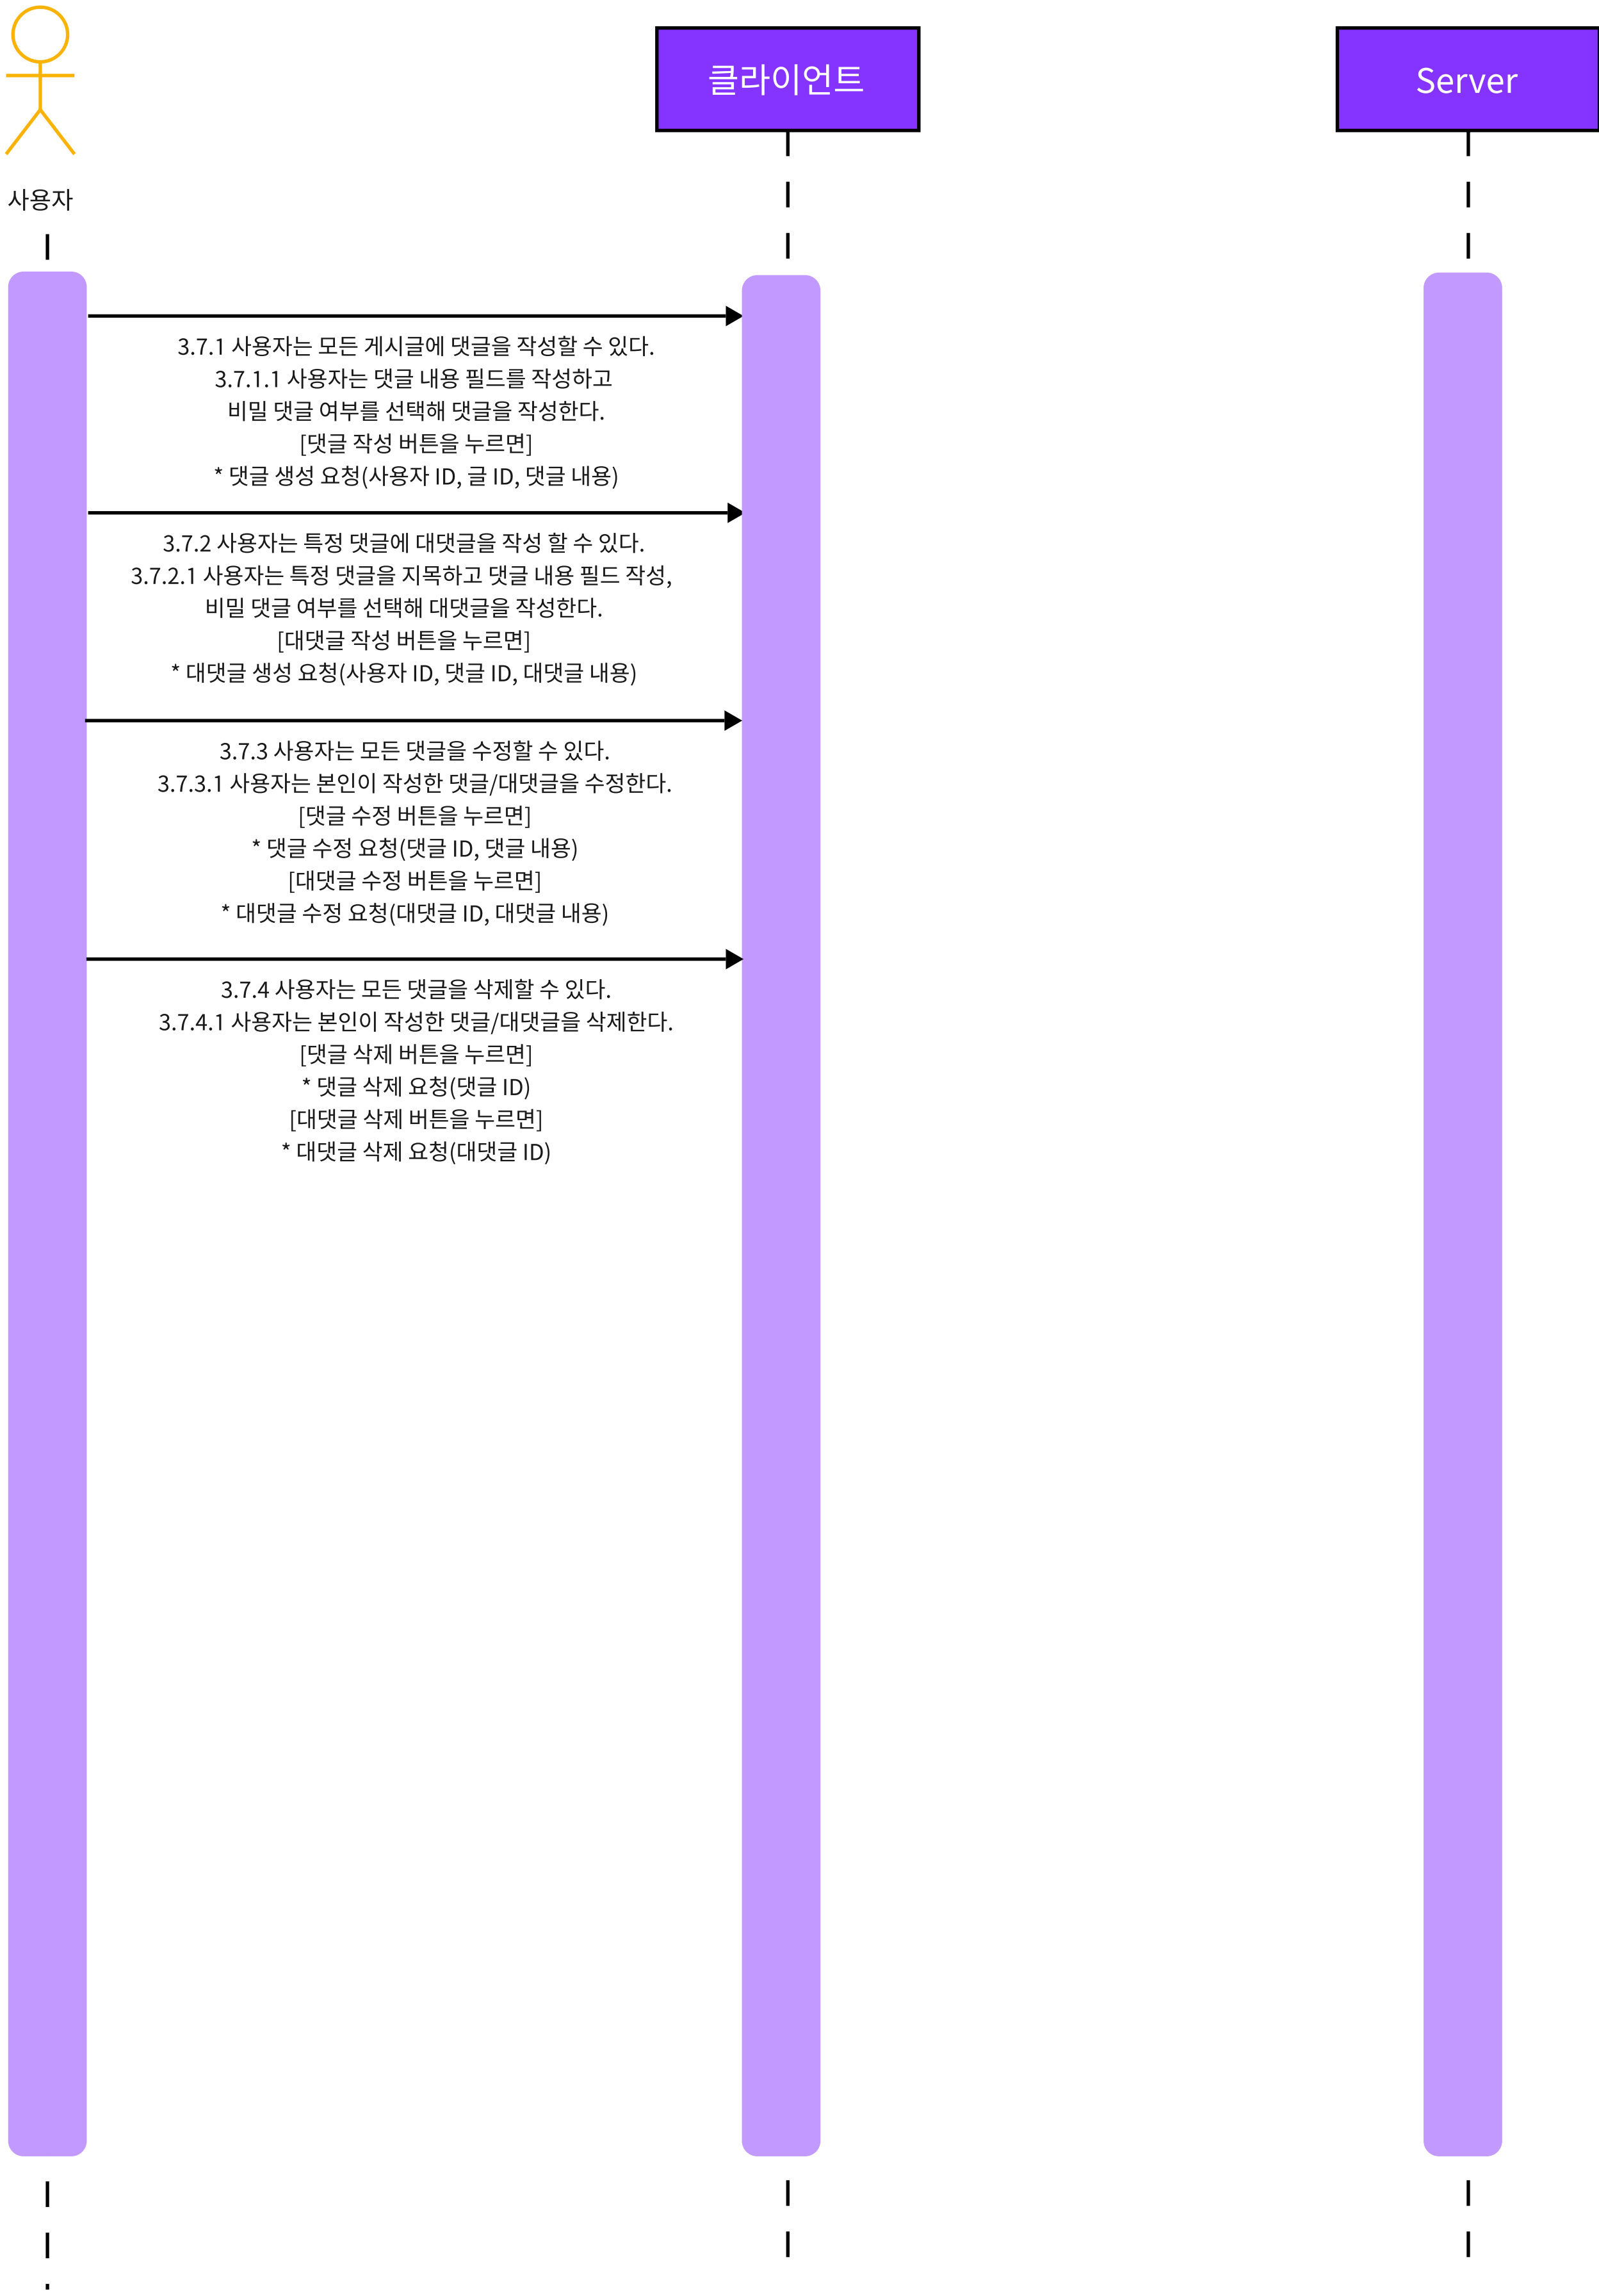 클라이언트
Server
사용자
3.7.1 사용자는 모든 게시글에 댓글을 작성할 수 있다.
3.7.1.1 사용자는 댓글 내용 필드를 작성하고
비밀 댓글 여부를 선택해 댓글을 작성한다.
[댓글 작성 버튼을 누르면]
* 댓글 생성 요청(사용자 ID, 글 ID, 댓글 내용)
3.7.2 사용자는 특정 댓글에 대댓글을 작성 할 수 있다.
3.7.2.1 사용자는 특정 댓글을 지목하고 댓글 내용 필드 작성,
비밀 댓글 여부를 선택해 대댓글을 작성한다.
[대댓글 작성 버튼을 누르면]
* 대댓글 생성 요청(사용자 ID, 댓글 ID, 대댓글 내용)
3.7.3 사용자는 모든 댓글을 수정할 수 있다.
3.7.3.1 사용자는 본인이 작성한 댓글/대댓글을 수정한다.
[댓글 수정 버튼을 누르면]
* 댓글 수정 요청(댓글 ID, 댓글 내용)
[대댓글 수정 버튼을 누르면]
* 대댓글 수정 요청(대댓글 ID, 대댓글 내용)
3.7.4 사용자는 모든 댓글을 삭제할 수 있다.
3.7.4.1 사용자는 본인이 작성한 댓글/대댓글을 삭제한다.
[댓글 삭제 버튼을 누르면]
* 댓글 삭제 요청(댓글 ID)
[대댓글 삭제 버튼을 누르면]
* 대댓글 삭제 요청(대댓글 ID)